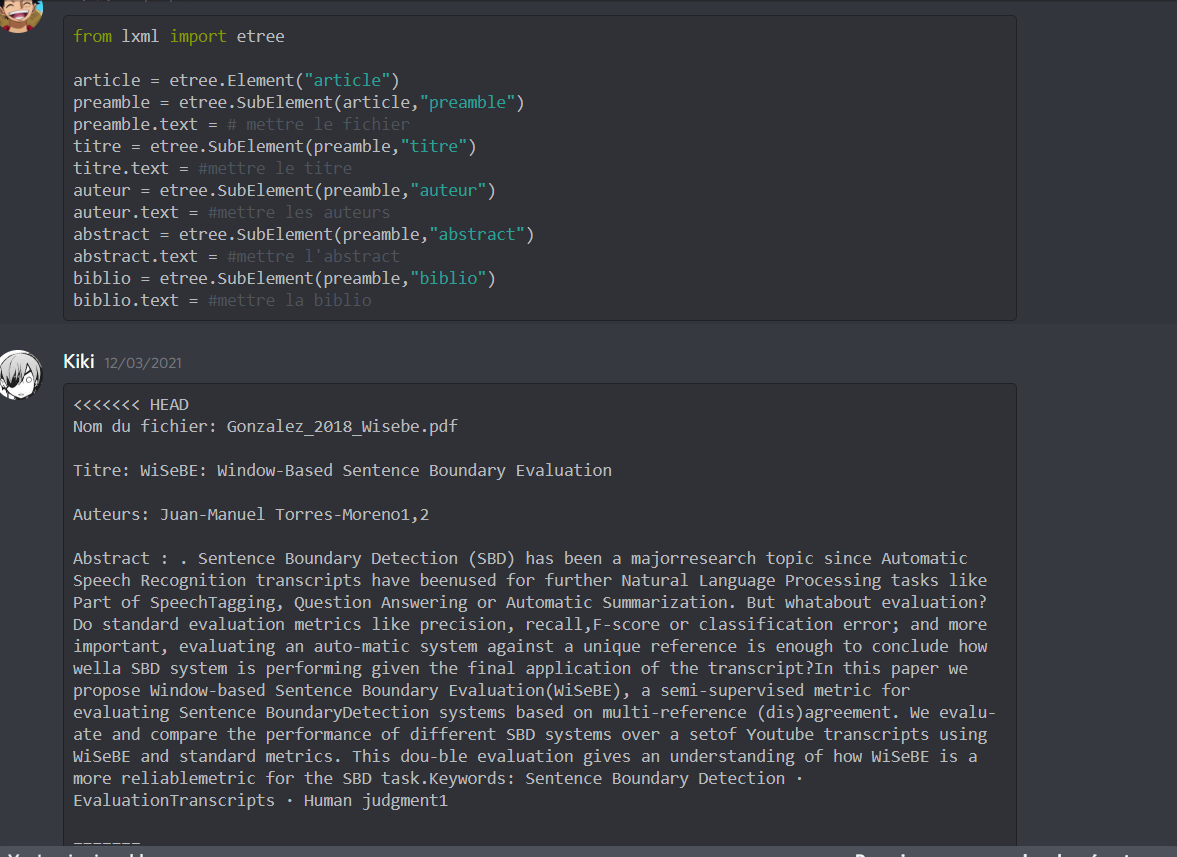 from lxml import etree
article = etree.Element("article")
preamble = etree.SubElement(article,"preamble")
preamble.text = # mettre le fichier
titre = etree.SubElement(preamble,"titre")
titre.text = #mettre le titre
auteur = etree.SubElement(preamble,"auteur")
auteur.text = #mettre les auteurs
abstract = etree.SubElement(preamble,"abstract")
abstract.text = #mettre l'abstract
biblio = etree.SubElement(preamble,"biblio")
biblio.text = #mettre la biblio
Kiki 12/03/2021
<<<<<<< HEAD
Nom du fichier: Gonzalez_2018_Wisebe.pdf
Titre: WiSeBE: Window-Based Sentence Boundary Evaluation
Auteurs: Juan-Manuel Torres-Moreno1,2
Abstract : . Sentence Boundary Detection (SBD) has been a majorresearch topic since Automatic
Speech Recognition transcripts have beenused for further Natural Language Processing tasks like
Part of SpeechTagging, Question Answering or Automatic Summarization. But whatabout evaluation?
Do standard evaluation metrics like precision, recall,F-score or classification error; and more
important, evaluating an auto-matic system against a unique reference is enough to conclude how
wella SBD system is performing given the final application of the transcript?In this paper we
propose Window-based Sentence Boundary Evaluation(WiSeBE), a semi-supervised metric for
evaluating Sentence BoundaryDetection systems based on multi-reference (dis)agreement. We evalu-
ate and compare the performance of different SBD systems over a setof Youtube transcripts using
WiSeBE and standard metrics. This dou-ble evaluation gives an understanding of how WiSeBE is a
more reliablemetric for the SBD task.Keywords: Sentence Boundary Detection ·
EvaluationTranscripts · Human judgment1
=======